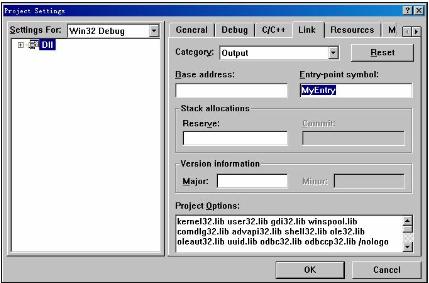 Project Settings
Settings For: Win32 Debug
Dll
General Debug C/C++ Link Resources M
Category: Output
Reset
Base address: Entry-point symbol:
MyEntry
Stack allocations
Reserve: Commit:
Version information
Major: Minor:
Project Options:
kernel32.lib user32.lib gdi32.lib winspool.lib
comdlg32.lib advapi32.lib shell32.lib ole32.lib
oleaut32.lib uuid.lib odbc32.lib odbccp32.lib /nologo
OK Cancel